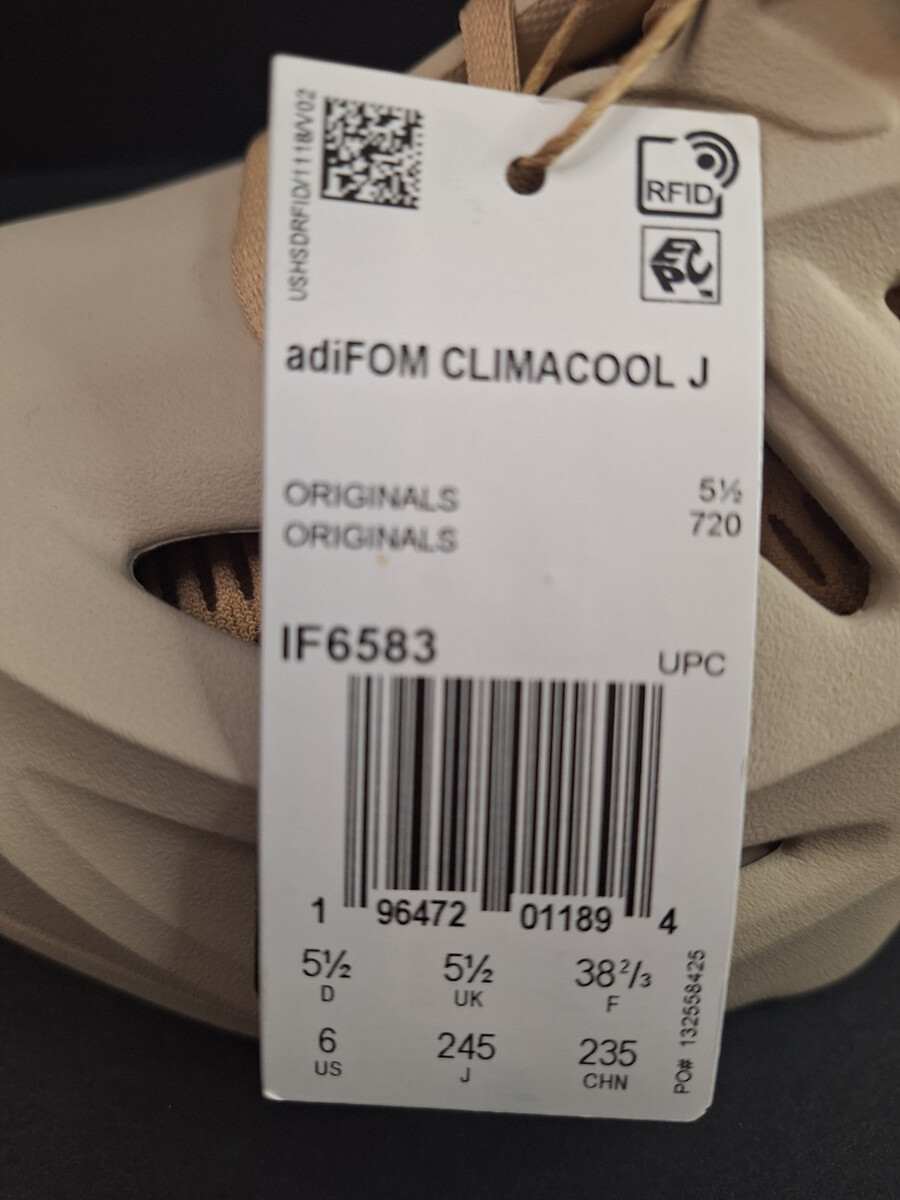 USHSDRFID/1118/V02
RFID
EPC
adiFOM CLIMACOOL J
ORIGINALS 5½
ORIGINALS 720
IF6583
UPC
1 96472 01189 4
5½ 5½ 38²/₃
D UK F
6 245 235
US J CHN
PO# 132558425